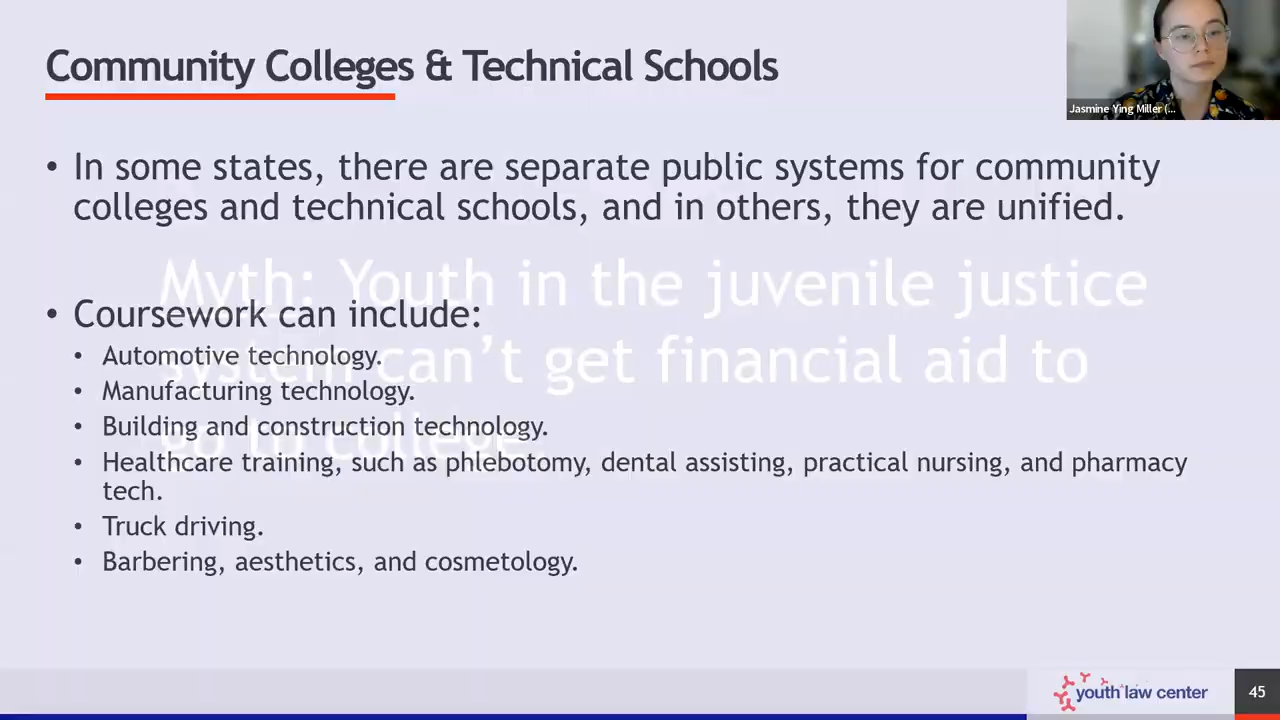 Community Colleges & Technical Schools
Jasmine Ying Miller (...
• In some states, there are separate public systems for community
colleges and technical schools, and in others, they are unified.
Myth: Youth in the juvenile justice
system can't get financial aid to
go to college.
• Coursework can include:
• Automotive technology.
• Manufacturing technology.
• Building and construction technology.
• Healthcare training, such as phlebotomy, dental assisting, practical nursing, and pharmacy
tech.
• Truck driving.
• Barbering, aesthetics, and cosmetology.
youth law center
45